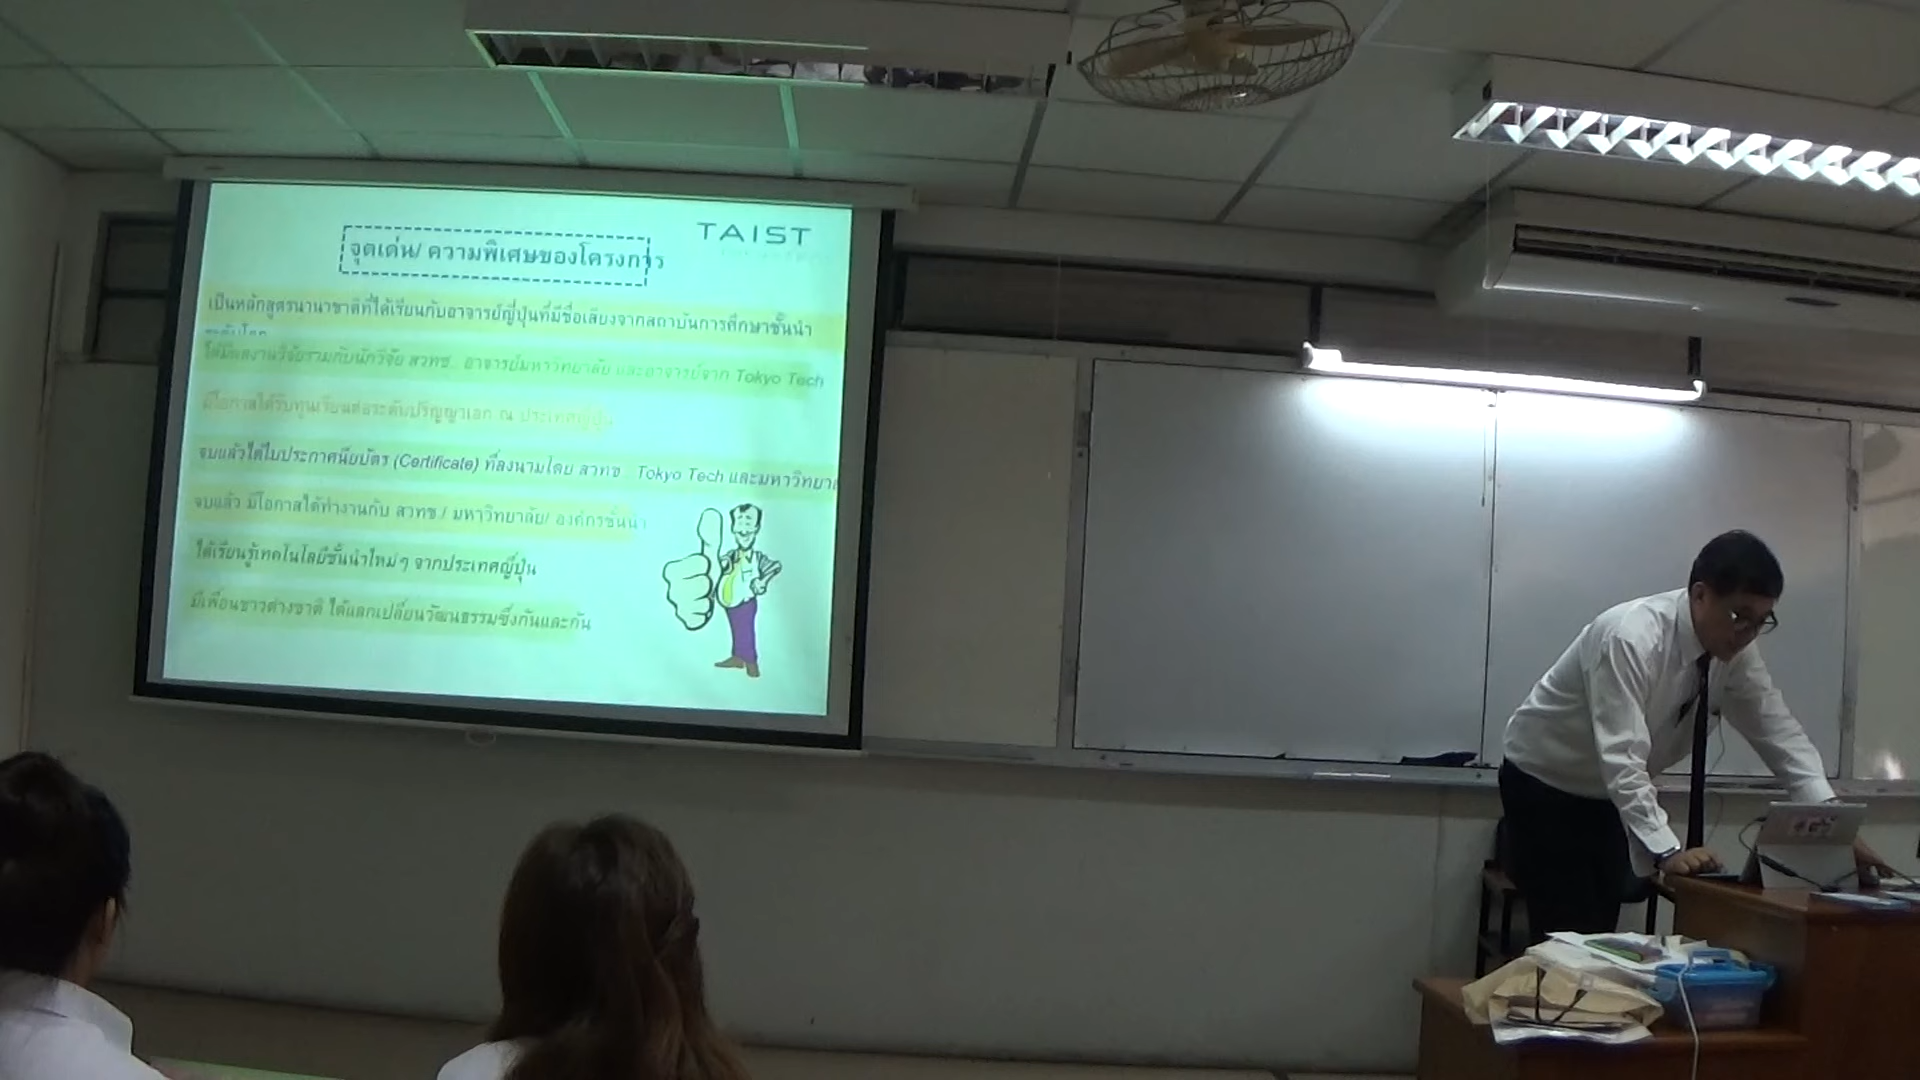 TAIST
จุดเด่น/ ความพิเศษของโครงการ
เป็นหลักสูตรนานาชาติที่ได้เรียนกับอาจารย์ญี่ปุ่นที่มีชื่อเสียงจากสถาบันการศึกษาชั้นนำ
ระดับโลก
ได้มีผลงานวิจัยร่วมกับนักวิจัย สวทช., อาจารย์มหาวิทยาลัย และอาจารย์จาก Tokyo Tech
มีโอกาสได้รับทุนเรียนต่อระดับปริญญาเอก ณ ประเทศญี่ปุ่น
จบแล้วได้ใบประกาศนียบัตร (Certificate) ที่ลงนามโดย สวทช., Tokyo Tech และมหาวิทยาลั
จบแล้ว มีโอกาสได้ทำงานกับ สวทช./ มหาวิทยาลัย/ องค์กรชั้นนำ
ได้เรียนรู้เทคโนโลยีชั้นนำใหม่ๆ จากประเทศญี่ปุ่น
มีเพื่อนชาวต่างชาติ ได้แลกเปลี่ยนวัฒนธรรมซึ่งกันและกัน